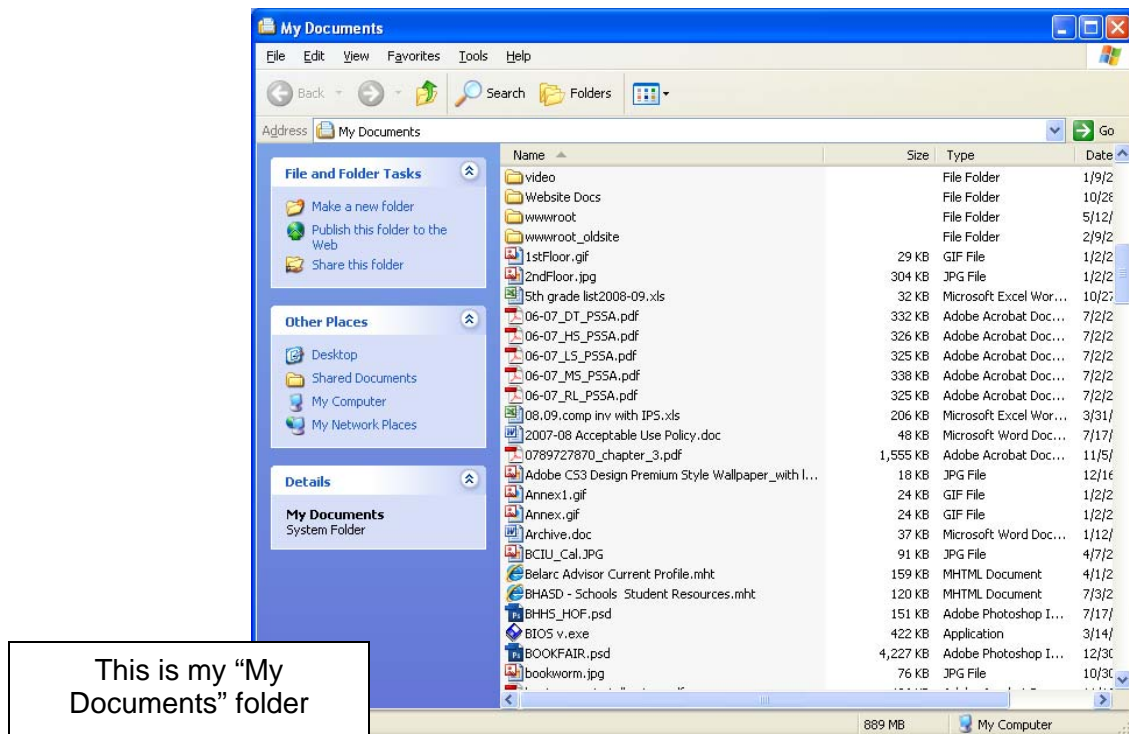 My Documents
File Edit View Favorites Tools Help
Back Search Folders
Address My Documents Go
File and Folder Tasks
Make a new folder
Publish this folder to the
Web
Share this folder
Other Places
Desktop
Shared Documents
My Computer
My Network Places
Details
My Documents
System Folder
Name Size Type Date
video File Folder 1/9/2
Website Docs File Folder 10/28
wwwroot File Folder 5/12/
wwwroot_oldsite File Folder 2/9/2
1stFloor.gif 29 KB GIF File 1/2/2
2ndFloor.jpg 304 KB JPG File 1/2/2
5th grade list2008-09.xls 32 KB Microsoft Excel Wor... 10/27
06-07_DT_PSSA.pdf 332 KB Adobe Acrobat Doc... 7/2/2
06-07_HS_PSSA.pdf 326 KB Adobe Acrobat Doc... 7/2/2
06-07_LS_PSSA.pdf 325 KB Adobe Acrobat Doc... 7/2/2
06-07_MS_PSSA.pdf 338 KB Adobe Acrobat Doc... 7/2/2
06-07_RL_PSSA.pdf 325 KB Adobe Acrobat Doc... 7/2/2
08.09.comp inv with IPS.xls 206 KB Microsoft Excel Wor... 3/31/
2007-08 Acceptable Use Policy.doc 48 KB Microsoft Word Doc... 7/17/
0789727870_chapter_3.pdf 1,555 KB Adobe Acrobat Doc... 11/5/
Adobe CS3 Design Premium Style Wallpaper_with l... 18 KB JPG File 12/16
Annex1.gif 24 KB GIF File 1/2/2
Annex.gif 24 KB GIF File 1/2/2
Archive.doc 37 KB Microsoft Word Doc... 1/12/
BCIU_Cal.JPG 91 KB JPG File 4/7/2
Belarc Advisor Current Profile.mht 159 KB MHTML Document 4/1/2
BHASD - Schools  Student Resources.mht 120 KB MHTML Document 7/3/2
BHHS_HOF.psd 151 KB Adobe Photoshop I... 7/17/
BIOS v.exe 422 KB Application 3/14/
BOOKFAIR.psd 4,227 KB Adobe Photoshop I... 12/30
bookworm.jpg 76 KB JPG File 10/30
889 MB My Computer
This is my “My
Documents” folder